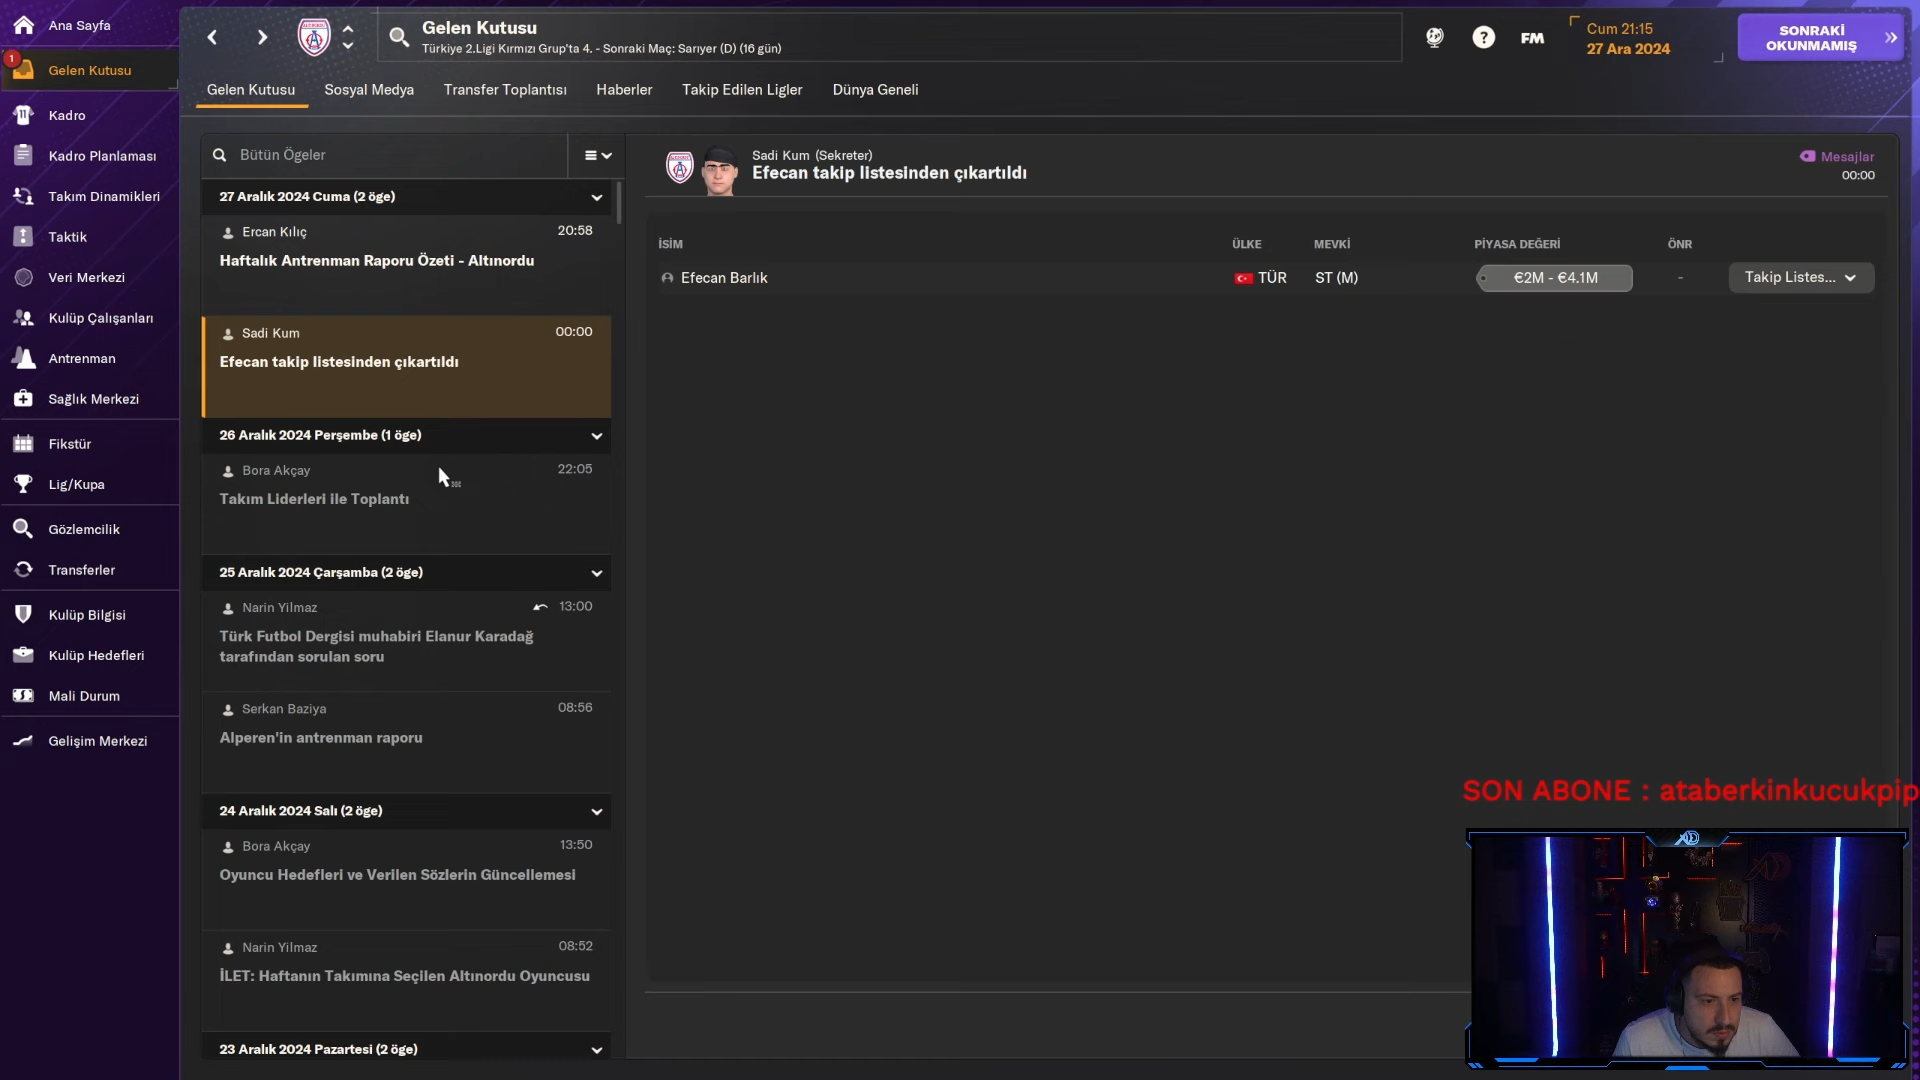 Ana Sayfa
1
Gelen Kutusu
Kadro
Kadro Planlaması
Takım Dinamikleri
Taktik
Veri Merkezi
Kulüp Çalışanları
Antrenman
Sağlık Merkezi
Fikstür
Lig/Kupa
Gözlemcilik
Transferler
Kulüp Bilgisi
Kulüp Hedefleri
Mali Durum
Gelişim Merkezi
Gelen Kutusu
Türkiye 2.Ligi Kırmızı Grup'ta 4. - Sonraki Maç: Sarıyer (D) (16 gün)
?
FM
Cum 21:15
27 Ara 2024
SONRAKİ
OKUNMAMIŞ
Gelen Kutusu
Sosyal Medya
Transfer Toplantısı
Haberler
Takip Edilen Ligler
Dünya Geneli
Bütün Ögeler
27 Aralık 2024 Cuma (2 öge)
Ercan Kılıç 20:58
Haftalık Antrenman Raporu Özeti - Altınordu
Sadi Kum 00:00
Efecan takip listesinden çıkartıldı
26 Aralık 2024 Perşembe (1 öge)
Bora Akçay 22:05
Takım Liderleri ile Toplantı
25 Aralık 2024 Çarşamba (2 öge)
Narin Yilmaz 13:00
Türk Futbol Dergisi muhabiri Elanur Karadağ
tarafından sorulan soru
Serkan Baziya 08:56
Alperen'in antrenman raporu
24 Aralık 2024 Salı (2 öge)
Bora Akçay 13:50
Oyuncu Hedefleri ve Verilen Sözlerin Güncellemesi
Narin Yilmaz 08:52
İLET: Haftanın Takımına Seçilen Altınordu Oyuncusu
23 Aralık 2024 Pazartesi (2 öge)
Sadi Kum (Sekreter)
Efecan takip listesinden çıkartıldı
Mesajlar
00:00
İSİM ÜLKE MEVKİ PİYASA DEĞERİ ÖNR
Efecan Barlık TÜR ST (M) €2M - €4.1M - Takip Listes...
SON ABONE : ataberkinkucukpip